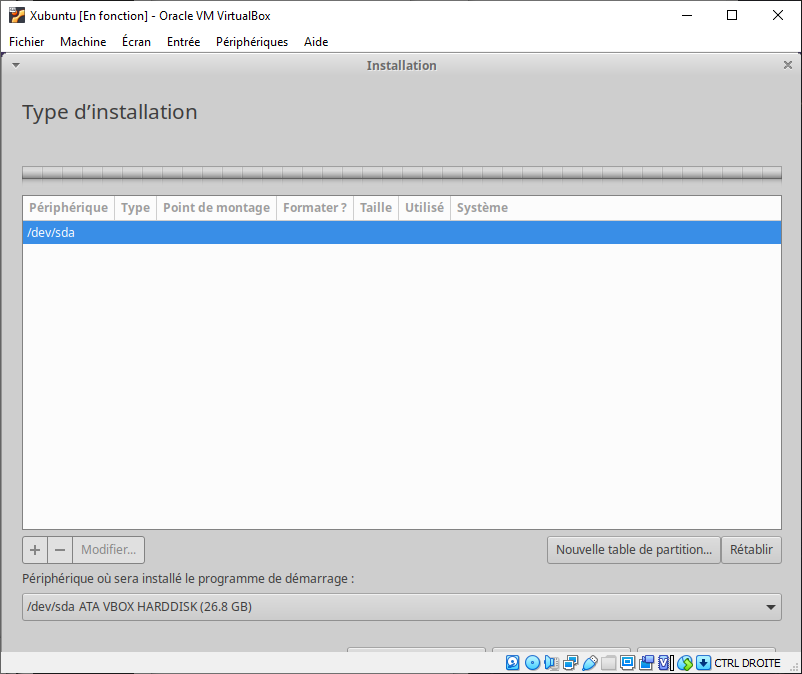 Xubuntu [En fonction] - Oracle VM VirtualBox
Fichier Machine Écran Entrée Périphériques Aide
Installation
Type d’installation
Périphérique Type Point de montage Formater ? Taille Utilisé Système
/dev/sda
+ − Modifier... Nouvelle table de partition... Rétablir
Périphérique où sera installé le programme de démarrage :
/dev/sda ATA VBOX HARDDISK (26.8 GB)
CTRL DROITE